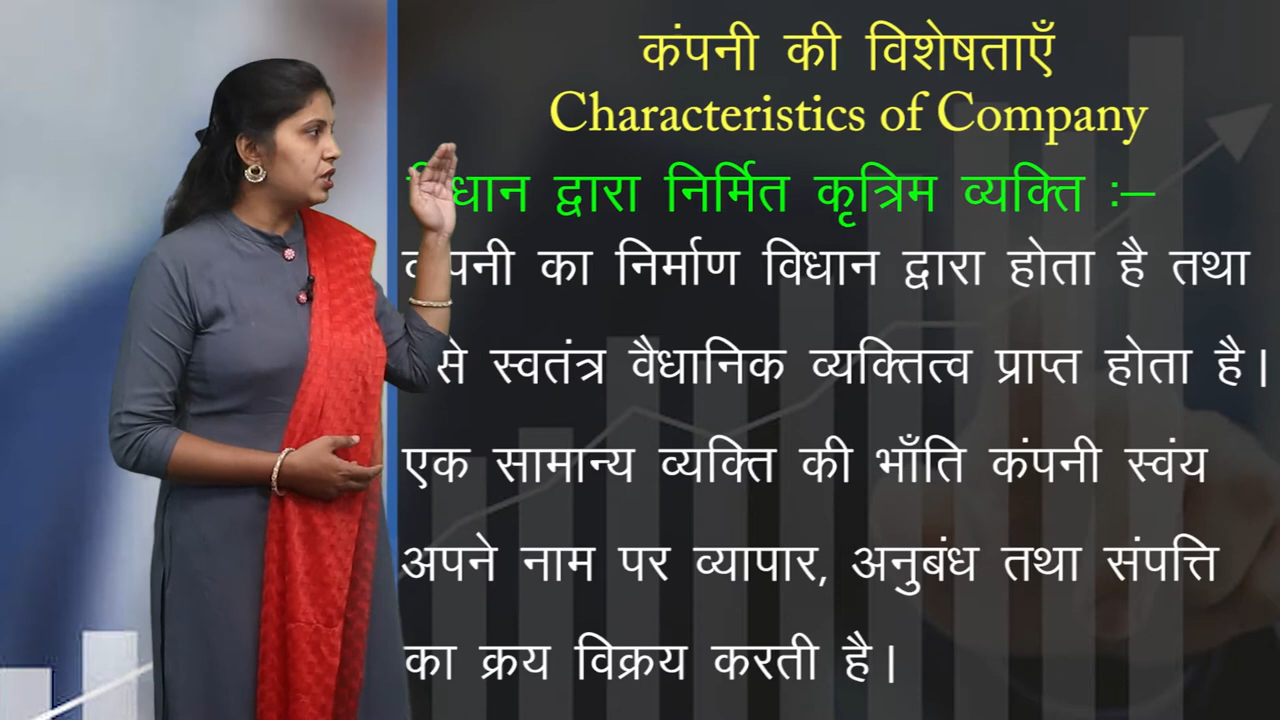 कंपनी की विशेषताएँ
Characteristics of Company
द्वारा निर्मित कृत्रिम व्यक्ति :–
का निर्माण विधान द्वारा होता है तथा
स्वतंत्र वैधानिक व्यक्तित्व प्राप्त होता है।
एक सामान्य व्यक्ति की भाँति कंपनी स्वंय
अपने नाम पर व्यापार, अनुबंध तथा संपत्ति
का क्रय विक्रय करती है।